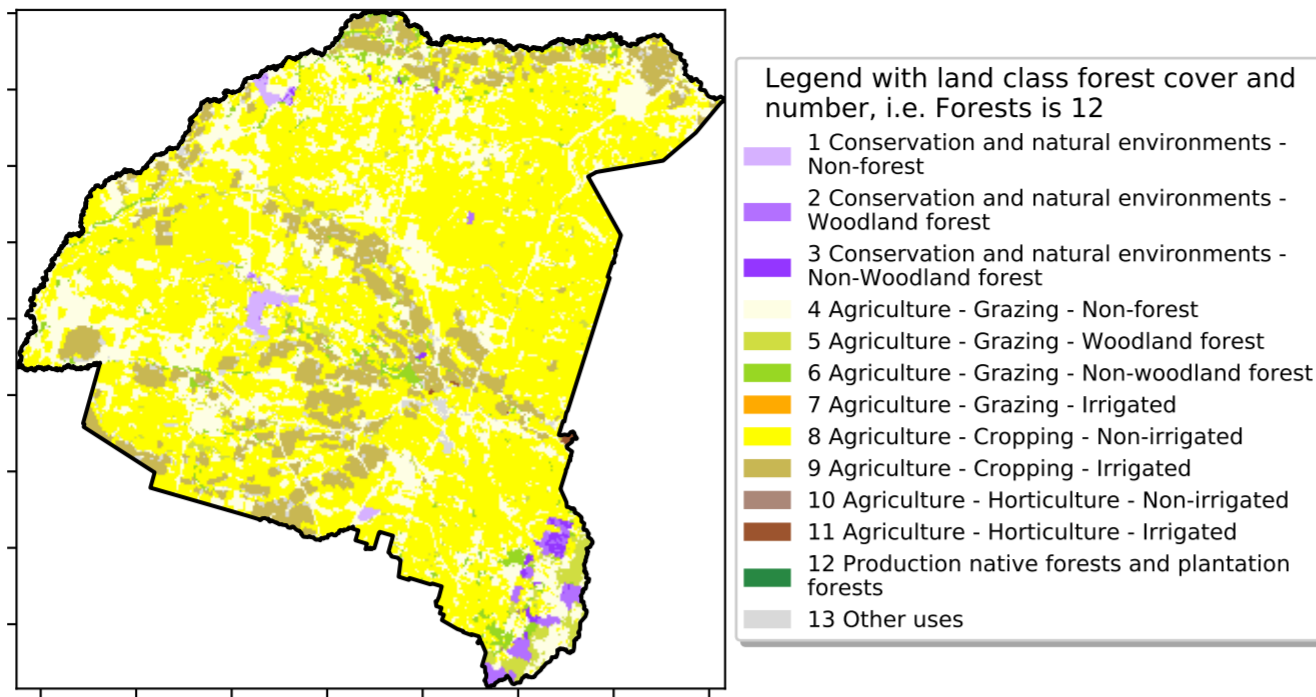 Legend with land class forest cover and
number, i.e. Forests is 12
1 Conservation and natural environments -
Non-forest
2 Conservation and natural environments -
Woodland forest
3 Conservation and natural environments -
Non-Woodland forest
4 Agriculture - Grazing - Non-forest
5 Agriculture - Grazing - Woodland forest
6 Agriculture - Grazing - Non-woodland forest
7 Agriculture - Grazing - Irrigated
8 Agriculture - Cropping - Non-irrigated
9 Agriculture - Cropping - Irrigated
10 Agriculture - Horticulture - Non-irrigated
11 Agriculture - Horticulture - Irrigated
12 Production native forests and plantation
forests
13 Other uses